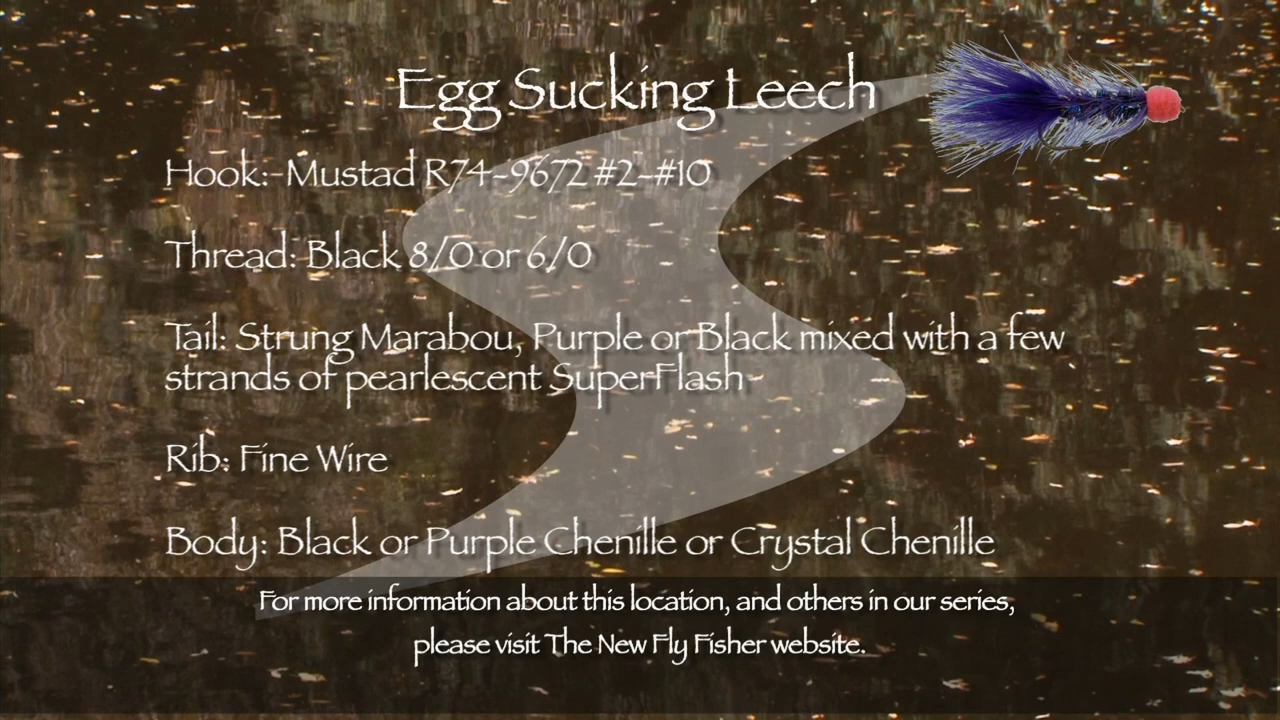 Egg Sucking Leech
Hook:  Mustad R74-9672 #2-#10
Thread: Black 8/0 or 6/0
Tail: Strung Marabou, Purple or Black mixed with a few
strands of pearlescent SuperFlash
Rib: Fine Wire
Body: Black or Purple Chenille or Crystal Chenille
For more information about this location, and others in our series,
please visit The New Fly Fisher website.